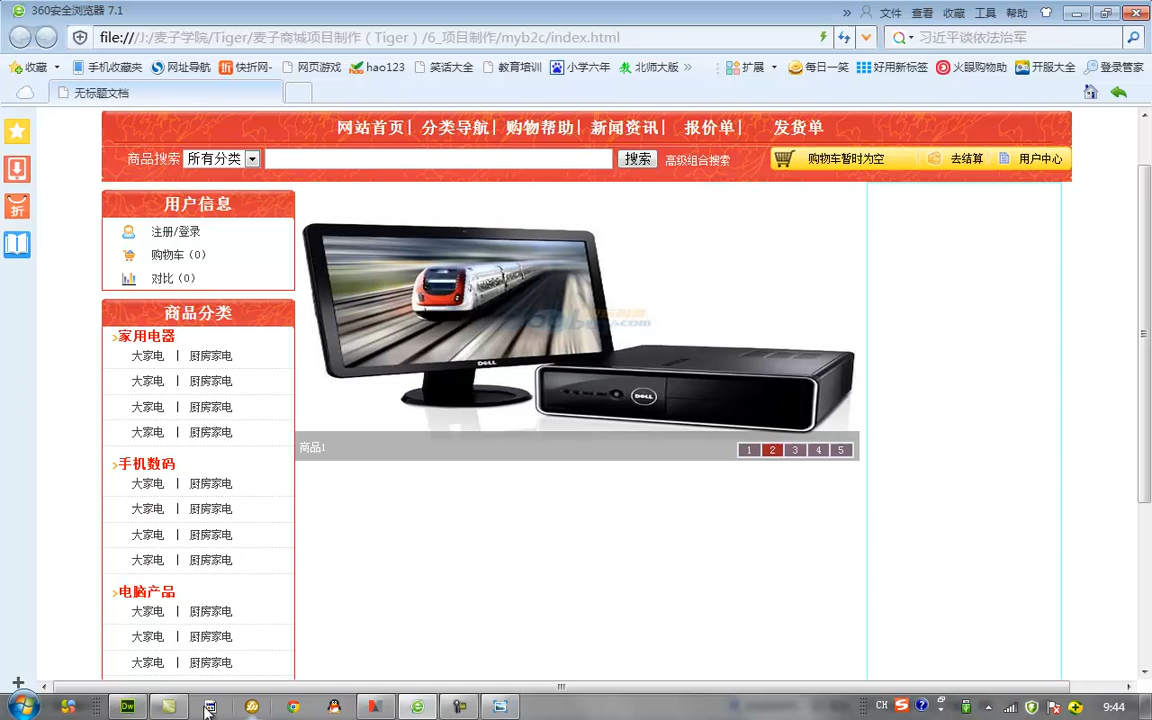 360安全浏览器 7.1
» 文件 查看 收藏 工具 帮助
file:///J:/麦子学院/Tiger/麦子商城项目制作（Tiger）/6_项目制作/myb2c/index.html
习近平谈依法治军
收藏 手机收藏夹 网址导航 快折网- 网页游戏 hao123 笑话大全 教育培训 小学六年 北师大版 » 扩展 每日一笑 好用新标签 火眼购物助 开服大全 登录管家
无标题文档
折
网站首页| 分类导航| 购物帮助| 新闻资讯| 报价单| 发货单
商品搜索 所有分类 搜索 高级组合搜索 购物车暂时为空 去结算 用户中心
用户信息
注册/登录
购物车（0）
对比（0）
商品分类
>家用电器
大家电 | 厨房家电
大家电 | 厨房家电
大家电 | 厨房家电
大家电 | 厨房家电
>手机数码
大家电 | 厨房家电
大家电 | 厨房家电
大家电 | 厨房家电
大家电 | 厨房家电
>电脑产品
大家电 | 厨房家电
大家电 | 厨房家电
大家电 | 厨房家电
DELL
DELL
商品1
1 2 3 4 5
Dw
CH
9:44